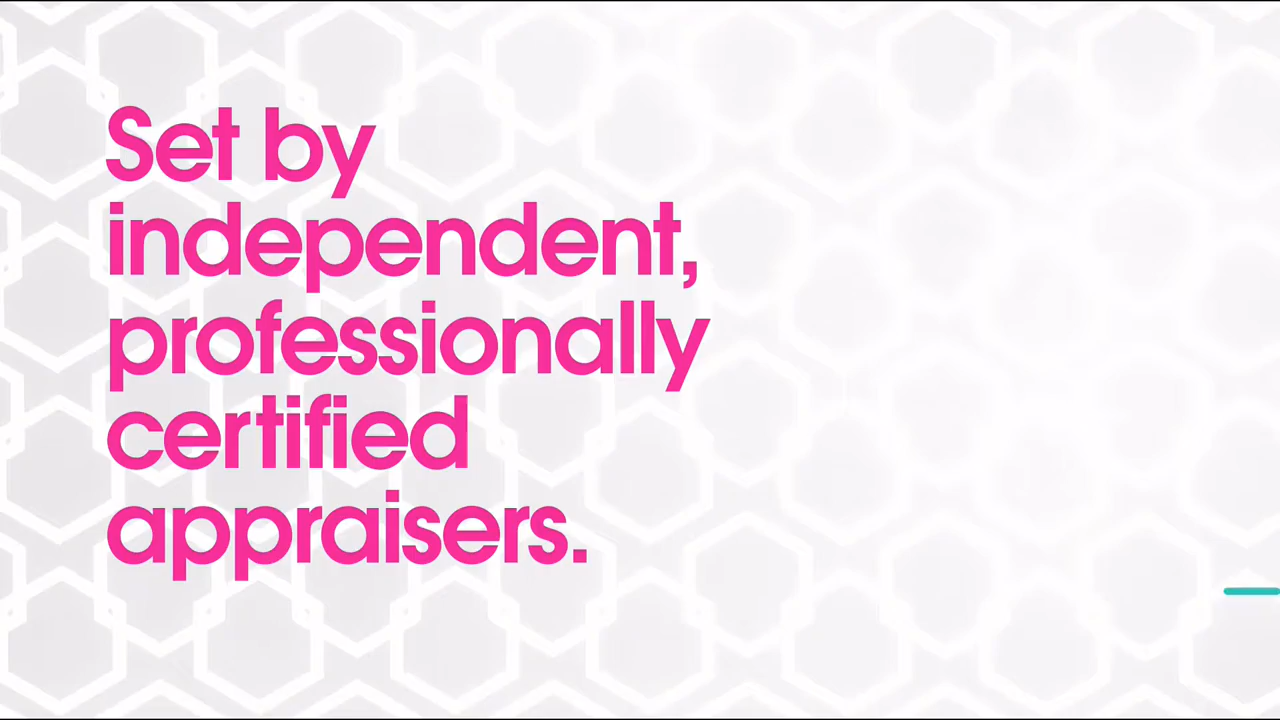 Set by
independent,
professionally
certified
appraisers.